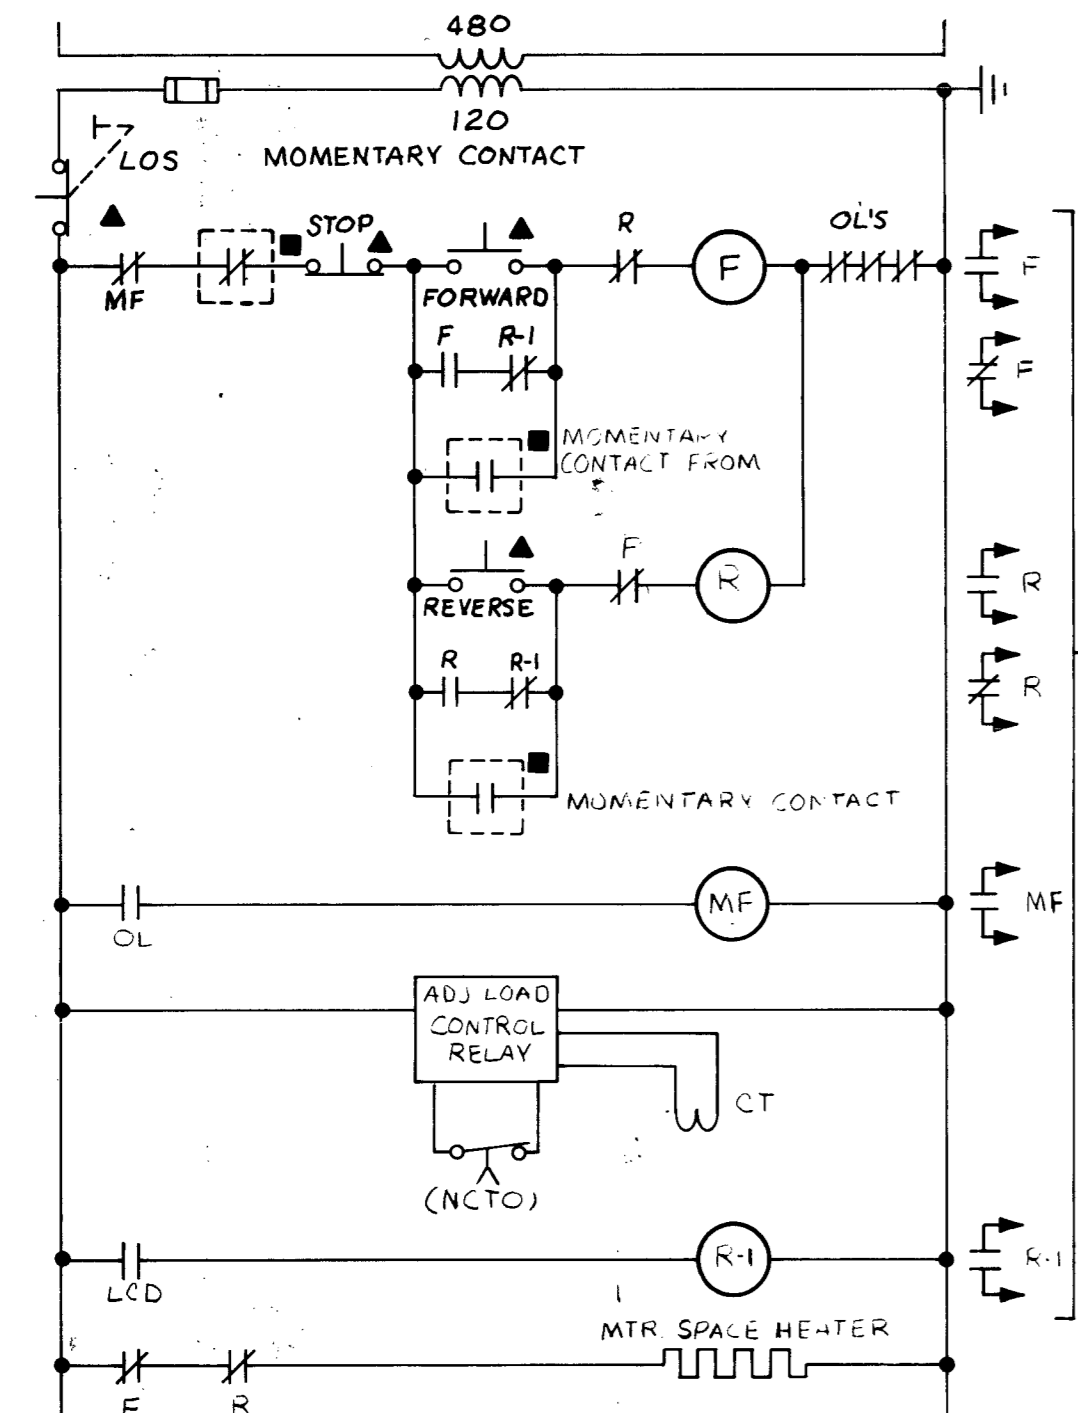 480
120
LOS
MOMENTARY CONTACT
STOP
R
OL'S
F
F
MF
FORWARD
F
R-1
F
MOMENTARY
CONTACT FROM
F
R
R
REVERSE
R
R-1
R
MOMENTARY CONTACT
MF
MF
OL
ADJ LOAD
CONTROL
RELAY
CT
(NCTO)
R-1
R-1
LCD
MTR SPACE HEATER
F
R